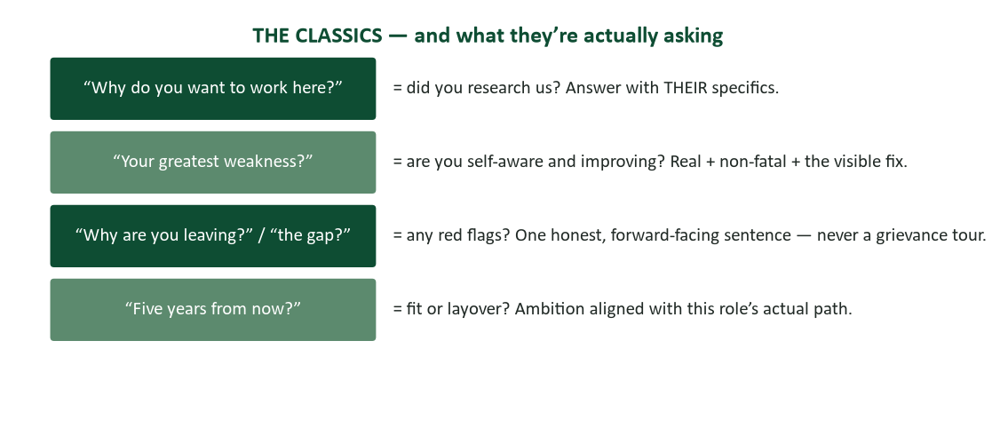 THE CLASSICS — and what they’re actually asking
“Why do you want to work here?” = did you research us? Answer with THEIR specifics.
“Your greatest weakness?” = are you self-aware and improving? Real + non-fatal + the visible fix.
“Why are you leaving?” / “the gap?” = any red flags? One honest, forward-facing sentence — never a grievance tour.
“Five years from now?” = fit or layover? Ambition aligned with this role’s actual path.